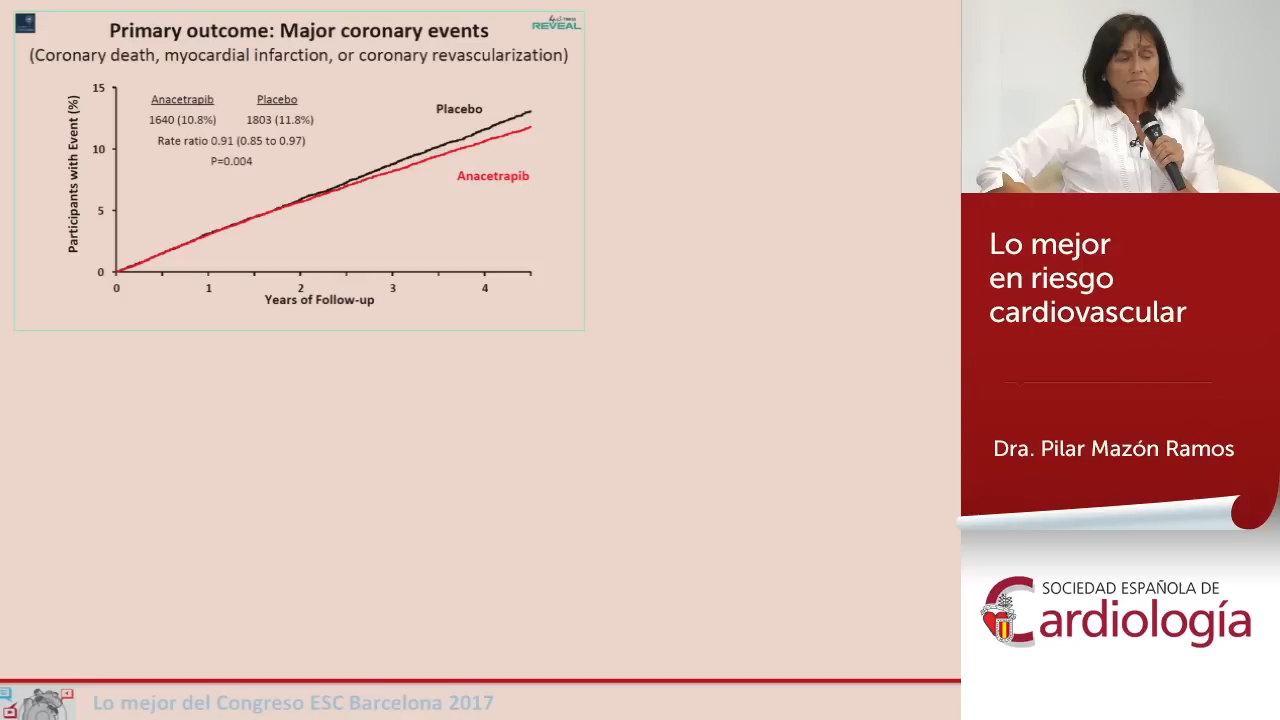 Primary outcome: Major coronary events
REVEAL
(Coronary death, myocardial infarction, or coronary revascularization)
15
10
5
0
Participants with Event (%)
Anacetrapib Placebo
1640 (10.8%) 1803 (11.8%)
Rate ratio 0.91 (0.85 to 0.97)
P=0.004
Placebo
Anacetrapib
0 1 2 3 4
Years of Follow-up
Lo mejor
en riesgo
cardiovascular
Dra. Pilar Mazón Ramos
SOCIEDAD ESPAÑOLA DE
Cardiología
Lo mejor del Congreso ESC Barcelona 2017